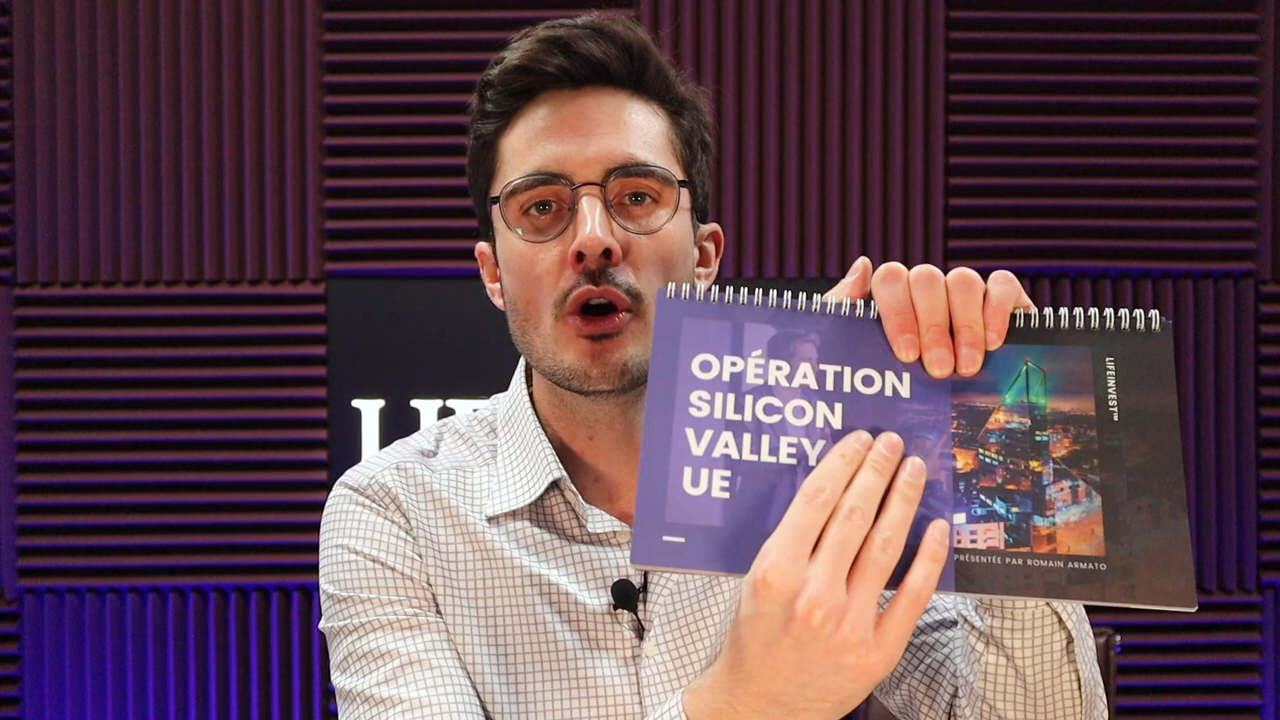 OPÉRATION
SILICON
VALLEY
UE
LIFEINVEST™
PRÉSENTÉE PAR ROMAIN ARMATO